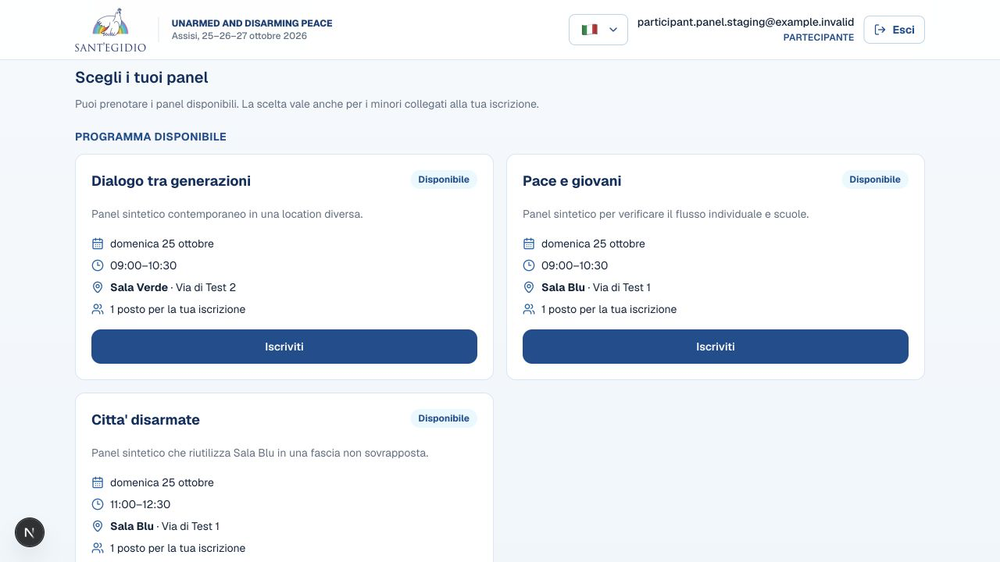 SANT'EGIDIO
UNARMED AND DISARMING PEACE
Assisi, 25–26–27 ottobre 2026
participant.panel.staging@example.invalid
PARTECIPANTE
Esci
Scegli i tuoi panel
Puoi prenotare i panel disponibili. La scelta vale anche per i minori collegati alla tua iscrizione.
PROGRAMMA DISPONIBILE
Dialogo tra generazioni
Disponibile
Panel sintetico contemporaneo in una location diversa.
domenica 25 ottobre
09:00–10:30
Sala Verde · Via di Test 2
1 posto per la tua iscrizione
Iscriviti
Pace e giovani
Disponibile
Panel sintetico per verificare il flusso individuale e scuole.
domenica 25 ottobre
09:00–10:30
Sala Blu · Via di Test 1
1 posto per la tua iscrizione
Iscriviti
Citta' disarmate
Disponibile
Panel sintetico che riutilizza Sala Blu in una fascia non sovrapposta.
domenica 25 ottobre
11:00–12:30
Sala Blu · Via di Test 1
1 posto per la tua iscrizione
N